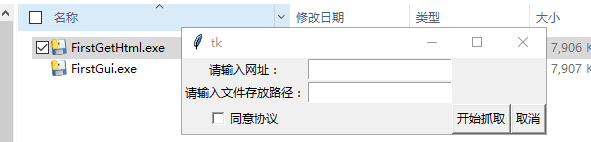 名称 修改日期 类型 大小
FirstGetHtml.exe 7,906 K
FirstGui.exe 7,907 K
tk
请输入网址：
请输入文件存放路径：
同意协议 开始抓取 取消